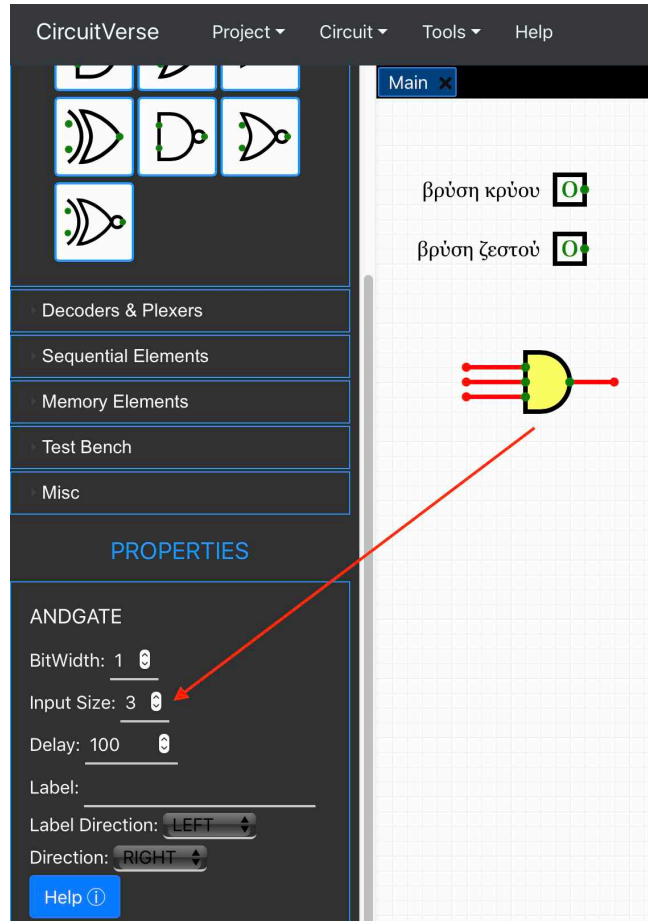 CircuitVerse Project Circuit Tools Help
Main ×
βρύση κρύου 0
βρύση ζεστού 0
Decoders & Plexers
Sequential Elements
Memory Elements
Test Bench
Misc
PROPERTIES
ANDGATE
BitWidth: 1
Input Size: 3
Delay: 100
Label:
Label Direction: LEFT
Direction: RIGHT
Help ⓘ